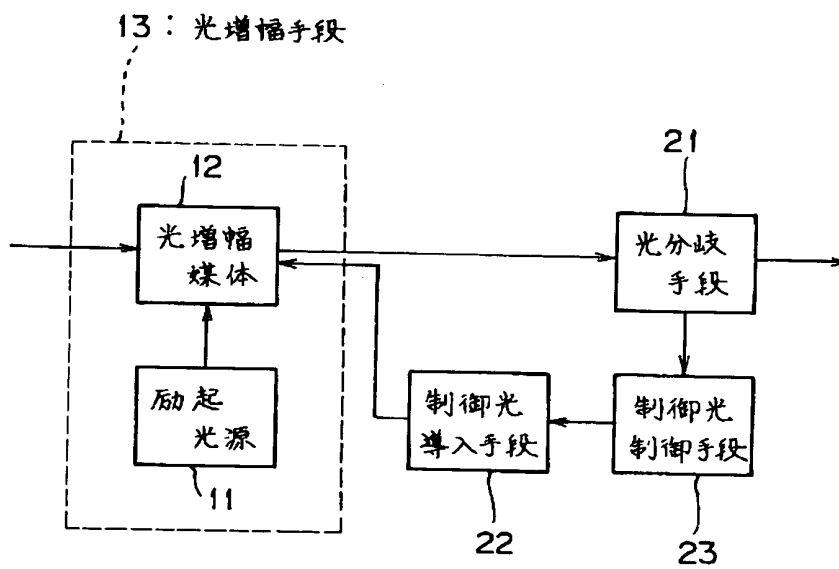 13：光増幅手段
12
光増幅
媒体
励起
光源
11
21
光分岐
手段
制御光
導入手段
22
制御光
制御手段
23